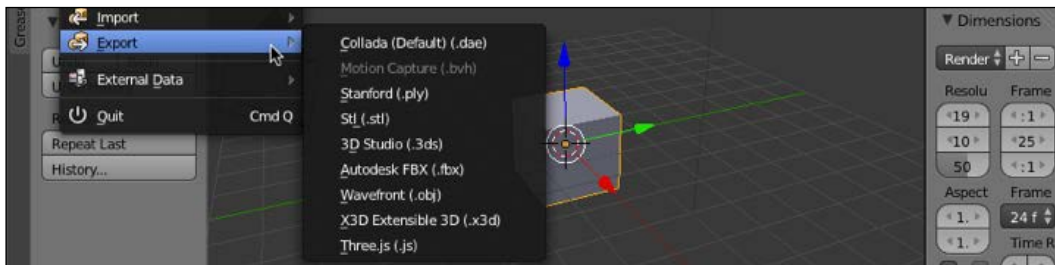 Greas
Import
Export
External Data
Quit Cmd Q
Repeat Last
History...
Collada (Default) (.dae)
Motion Capture (.bvh)
Stanford (.ply)
Stl (.stl)
3D Studio (.3ds)
Autodesk FBX (.fbx)
Wavefront (.obj)
X3D Extensible 3D (.x3d)
Three.js (.js)
Dimensions
Render
Resolu Frame
19 :1
10 25
50 :1
Aspect Frame
1. 24 f
1. Time R